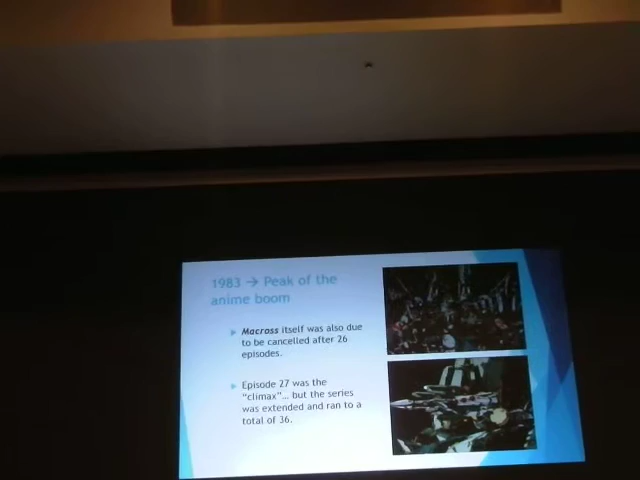 1983 → Peak of the
anime boom
Macross itself was also due
to be cancelled after 26
episodes.
Episode 27 was the
"climax"... but the series
was extended and ran to a
total of 36.